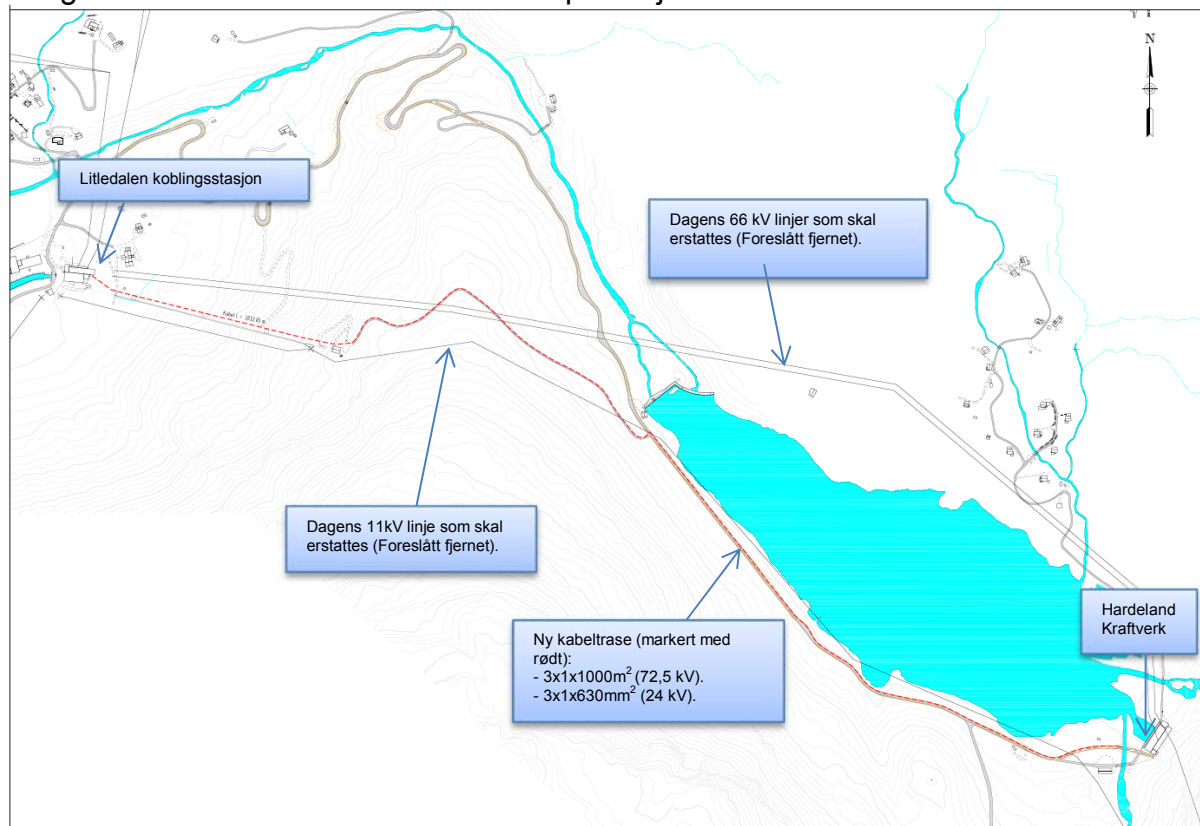 N
Litledalen koblingsstasjon
Dagens 66 kV linjer som skal
erstattes (Foreslått fjernet).
Dagens 11kV linje som skal
erstattes (Foreslått fjernet).
Ny kabeltrase (markert med
rødt):
- 3x1x1000m² (72,5 kV).
- 3x1x630mm² (24 kV).
Hardeland
Kraftverk